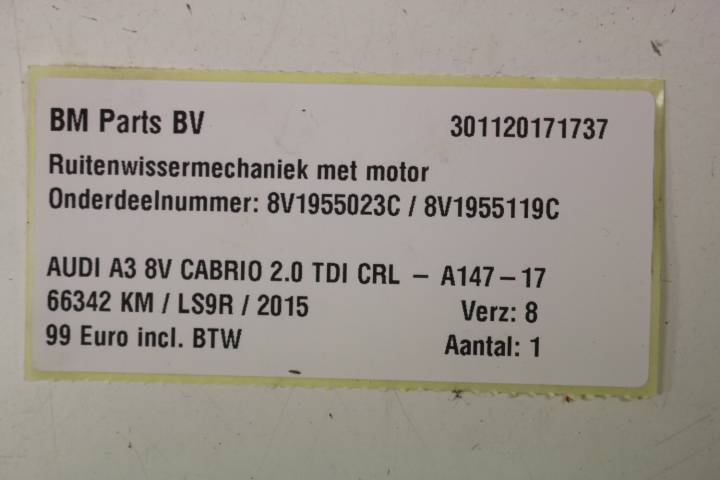 BM Parts BV 301120171737
Ruitenwissermechaniek met motor
Onderdeelnummer: 8V1955023C / 8V1955119C
AUDI A3 8V CABRIO 2.0 TDI CRL – A147–17
66342 KM / LS9R / 2015 Verz: 8
99 Euro incl. BTW Aantal: 1